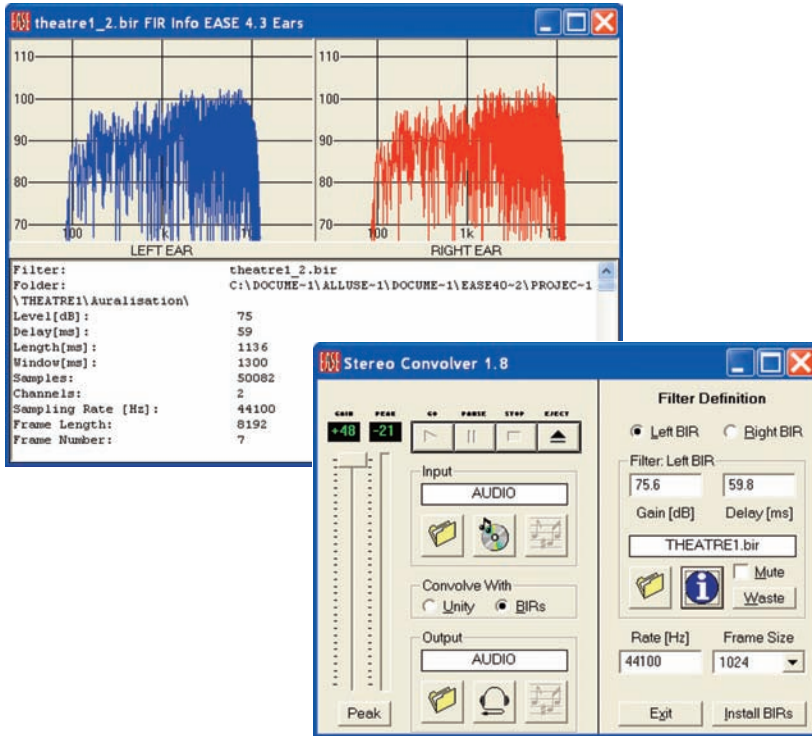 EASE theatre1_2.bir FIR Info EASE 4.3 Ears
110 110
100 100
90 90
80 80
70 70
100 1k 100 1k
LEFT EAR RIGHT EAR
Filter: theatre1_2.bir
Folder: C:\DOCUME~1\ALLUSE~1\DOCUME~1\EASE40~2\PROJEC~1
\THEATRE1\Auralisation\
Level[dB]: 75
Delay[ms]: 59
Length[ms]: 1136
Window[ms]: 1300
Samples: 50082
Channels: 2
Sampling Rate [Hz]: 44100
Frame Length: 8192
Frame Number: 7
EASE Stereo Convolver 1.8
GAIN PEAK GO PAUSE STOP EJECT
+48 -21
Input
AUDIO
Convolve With
Unity BIRs
Output
AUDIO
Peak
Filter Definition
Left BIR Right BIR
Filter: Left BIR
75.6 59.8
Gain [dB] Delay [ms]
THEATRE1.bir
Mute
Waste
Rate [Hz] Frame Size
44100 1024
Exit Install BIRs